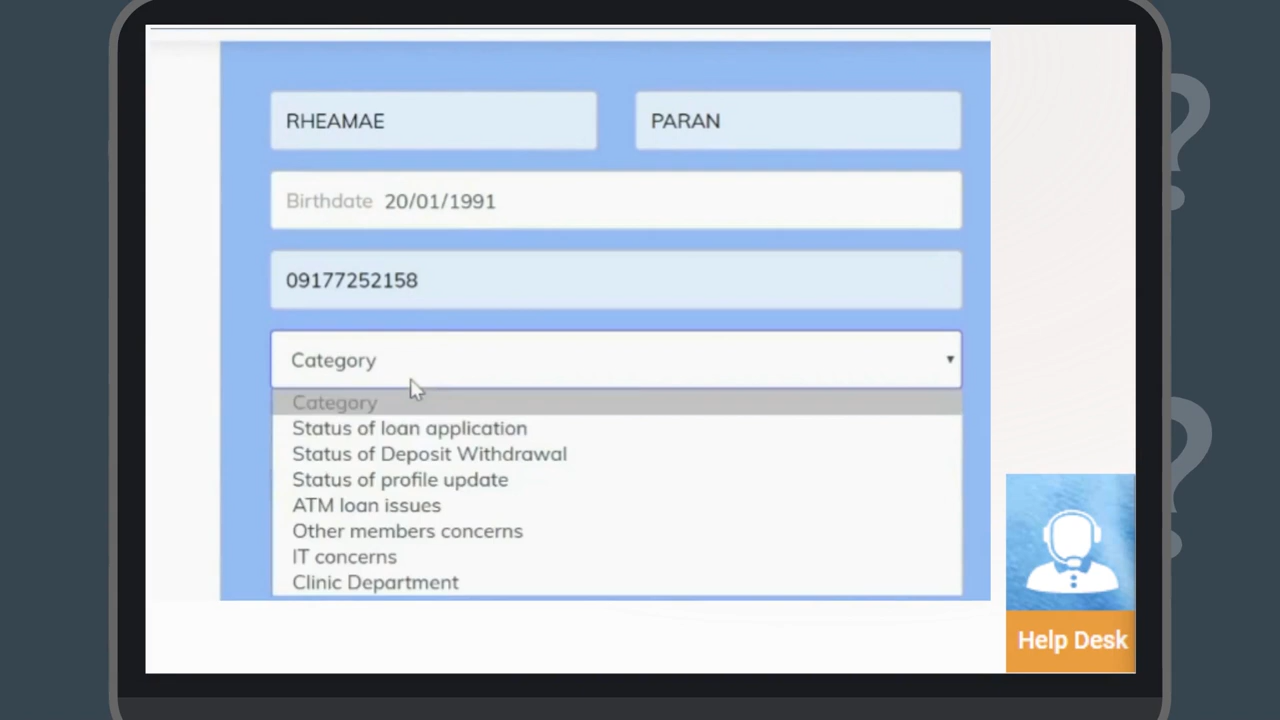 RHEAMAE PARAN
Birthdate 20/01/1991
09177252158
Category
Category
Status of loan application
Status of Deposit Withdrawal
Status of profile update
ATM loan issues
Other members concerns
IT concerns
Clinic Department
Help Desk